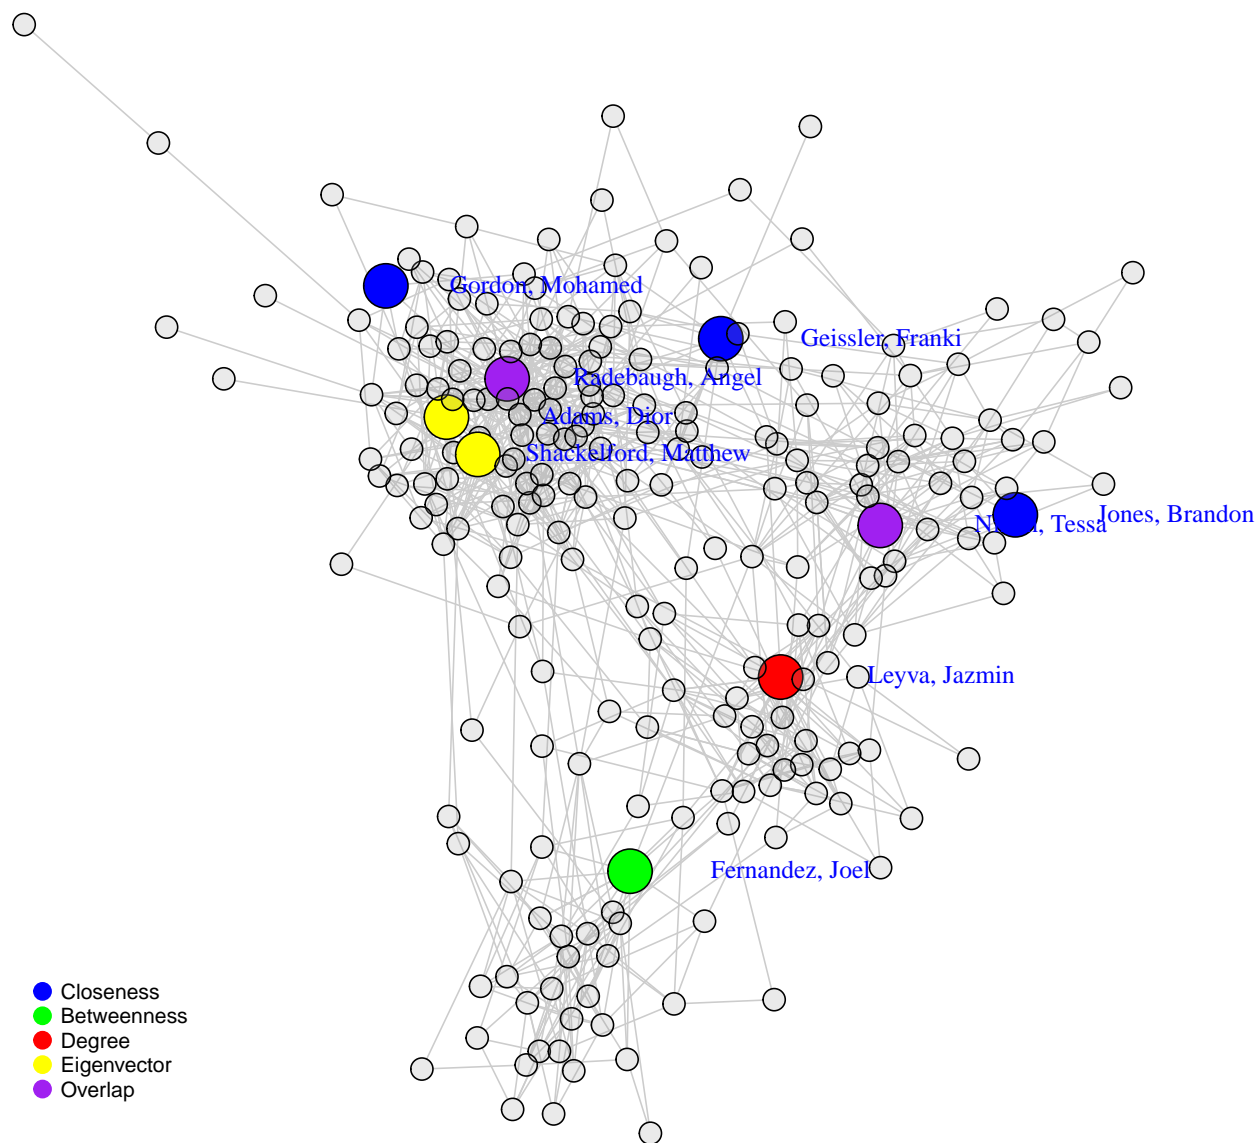 Gordon, Mohamed
Geissler, Franki
Radebaugh, Angel
Adams, Dior
Shackelford, Matthew
Jones, Brandon
Tessa
Leyva, Jazmin
Fernandez, Joel
Closeness
Betweenness
Degree
Eigenvector
Overlap